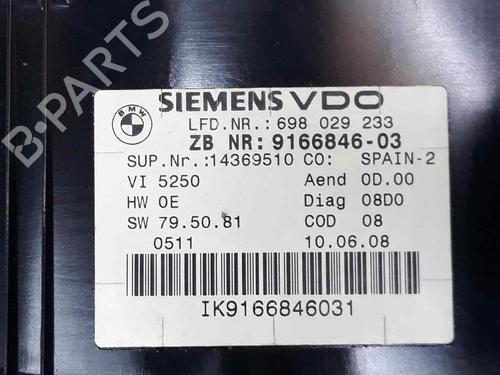 B-PARTS
BMW
SIEMENS VDO
LFD.NR.: 698 029 233
ZB NR: 9166846-03
SUP.Nr.: 14369510 CO: SPAIN-2
VI 5250 Aend 0D.00
HW 0E Diag 08D0
SW 79.50.81 COD 08
0511 10.06.08
IK9166846031